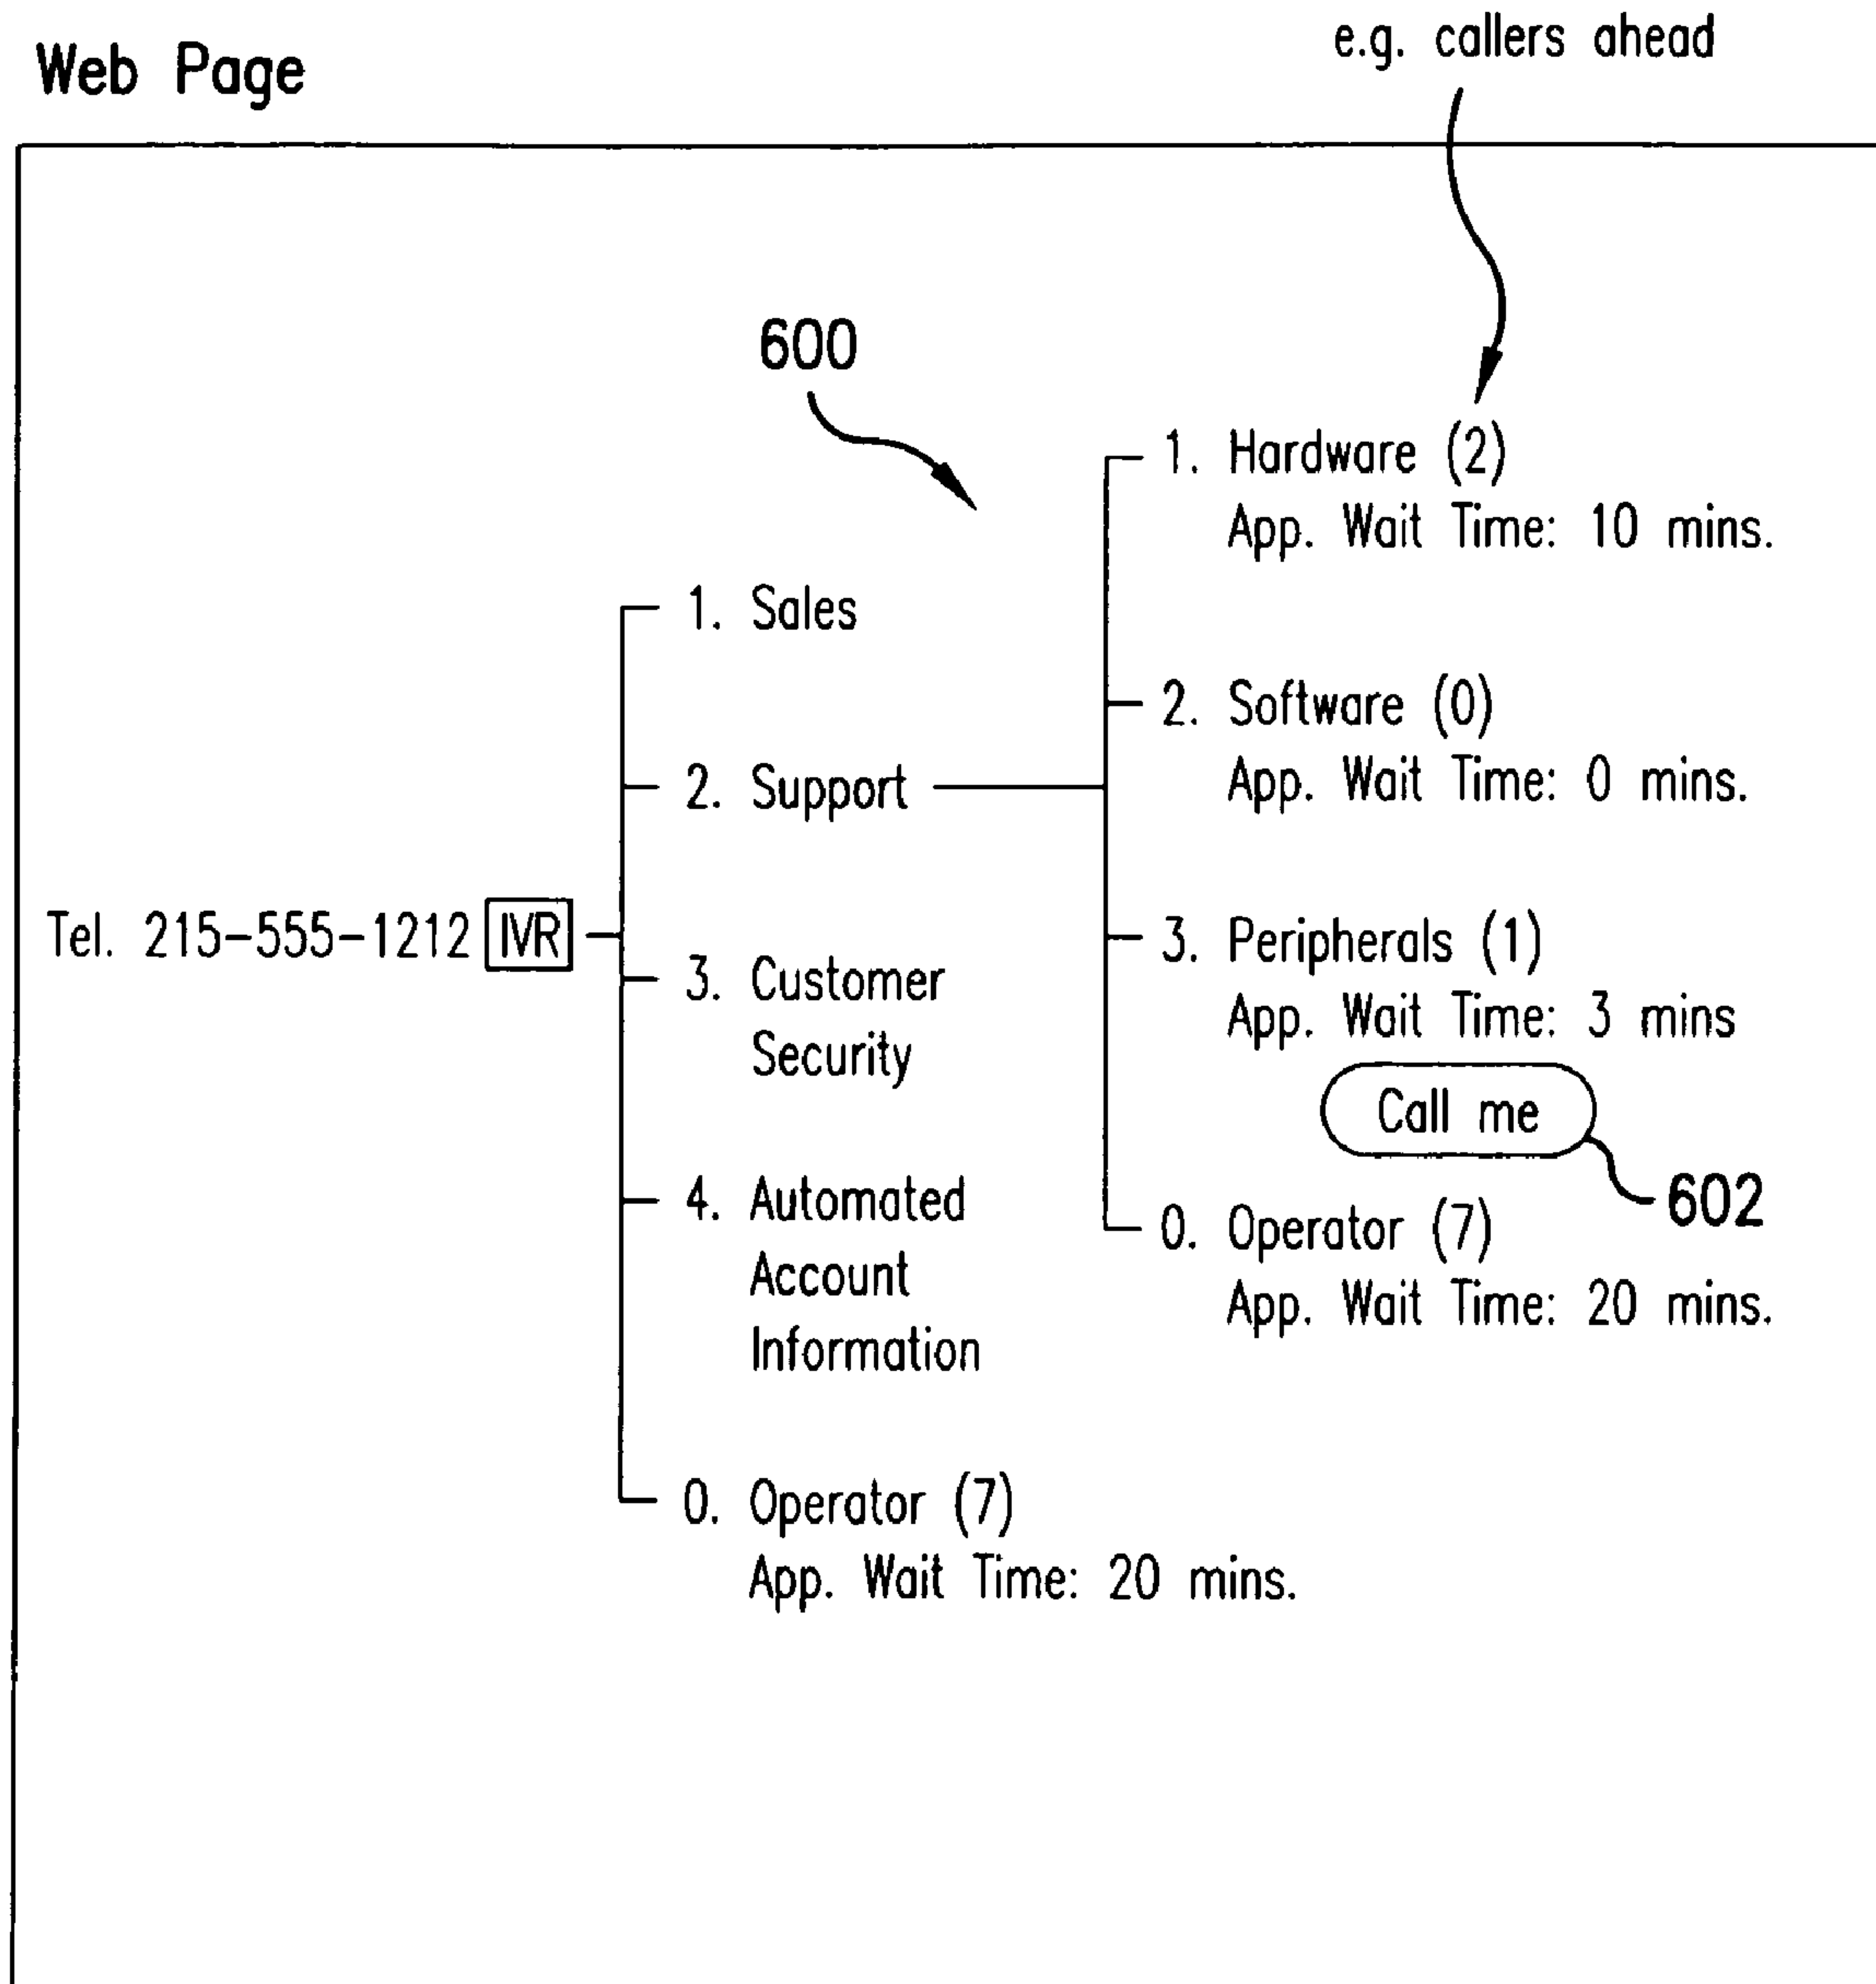 Web Page
e.g. callers ahead
600
Tel. 215-555-1212 IVR
1. Sales
2. Support
3. Customer
Security
4. Automated
Account
Information
0. Operator (7)
App. Wait Time: 20 mins.
1. Hardware (2)
App. Wait Time: 10 mins.
2. Software (0)
App. Wait Time: 0 mins.
3. Peripherals (1)
App. Wait Time: 3 mins
Call me
602
0. Operator (7)
App. Wait Time: 20 mins.